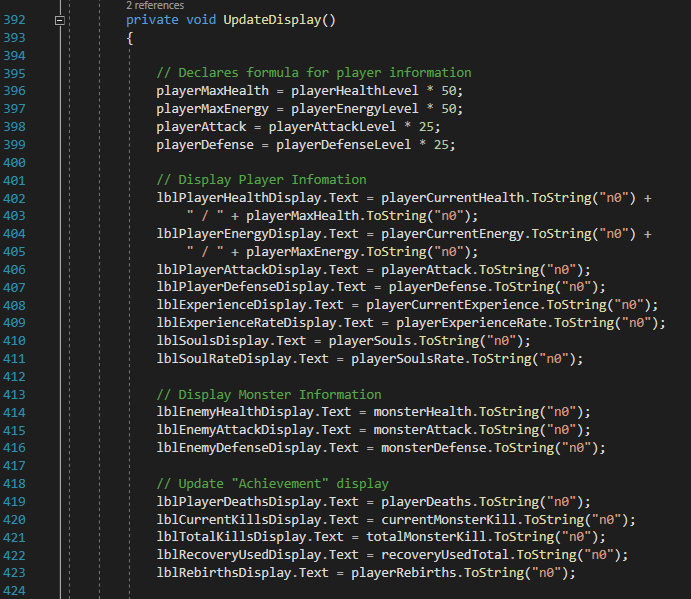 2 references
392 private void UpdateDisplay()
393 {
394
395 // Declares formula for player information
396 playerMaxHealth = playerHealthLevel * 50;
397 playerMaxEnergy = playerEnergyLevel * 50;
398 playerAttack = playerAttackLevel * 25;
399 playerDefense = playerDefenseLevel * 25;
400
401 // Display Player Infomation
402 lblPlayerHealthDisplay.Text = playerCurrentHealth.ToString("n0") +
403 " / " + playerMaxHealth.ToString("n0");
404 lblPlayerEnergyDisplay.Text = playerCurrentEnergy.ToString("n0") +
405 " / " + playerMaxEnergy.ToString("n0");
406 lblPlayerAttackDisplay.Text = playerAttack.ToString("n0");
407 lblPlayerDefenseDisplay.Text = playerDefense.ToString("n0");
408 lblExperienceDisplay.Text = playerCurrentExperience.ToString("n0");
409 lblExperienceRateDisplay.Text = playerExperienceRate.ToString("n0");
410 lblSoulsDisplay.Text = playerSouls.ToString("n0");
411 lblSoulRateDisplay.Text = playerSoulsRate.ToString("n0");
412
413 // Display Monster Information
414 lblEnemyHealthDisplay.Text = monsterHealth.ToString("n0");
415 lblEnemyAttackDisplay.Text = monsterAttack.ToString("n0");
416 lblEnemyDefenseDisplay.Text = monsterDefense.ToString("n0");
417
418 // Update "Achievement" display
419 lblPlayerDeathsDisplay.Text = playerDeaths.ToString("n0");
420 lblCurrentKillsDisplay.Text = currentMonsterKill.ToString("n0");
421 lblTotalKillsDisplay.Text = totalMonsterKill.ToString("n0");
422 lblRecoveryUsedDisplay.Text = recoveryUsedTotal.ToString("n0");
423 lblRebirthsDisplay.Text = playerRebirths.ToString("n0");
424